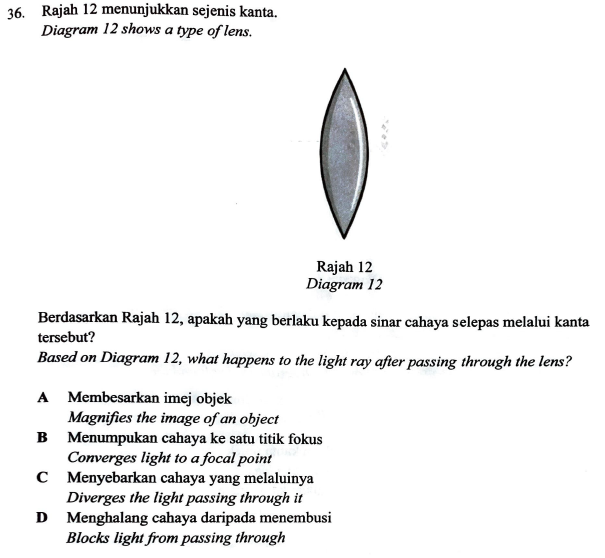 36. Rajah 12 menunjukkan sejenis kanta.
Diagram 12 shows a type of lens.
Rajah 12
Diagram 12
Berdasarkan Rajah 12, apakah yang berlaku kepada sinar cahaya selepas melalui kanta
tersebut?
Based on Diagram 12, what happens to the light ray after passing through the lens?
A Membesarkan imej objek
Magnifies the image of an object
B Menumpukan cahaya ke satu titik fokus
Converges light to a focal point
C Menyebarkan cahaya yang melaluinya
Diverges the light passing through it
D Menghalang cahaya daripada menembusi
Blocks light from passing through